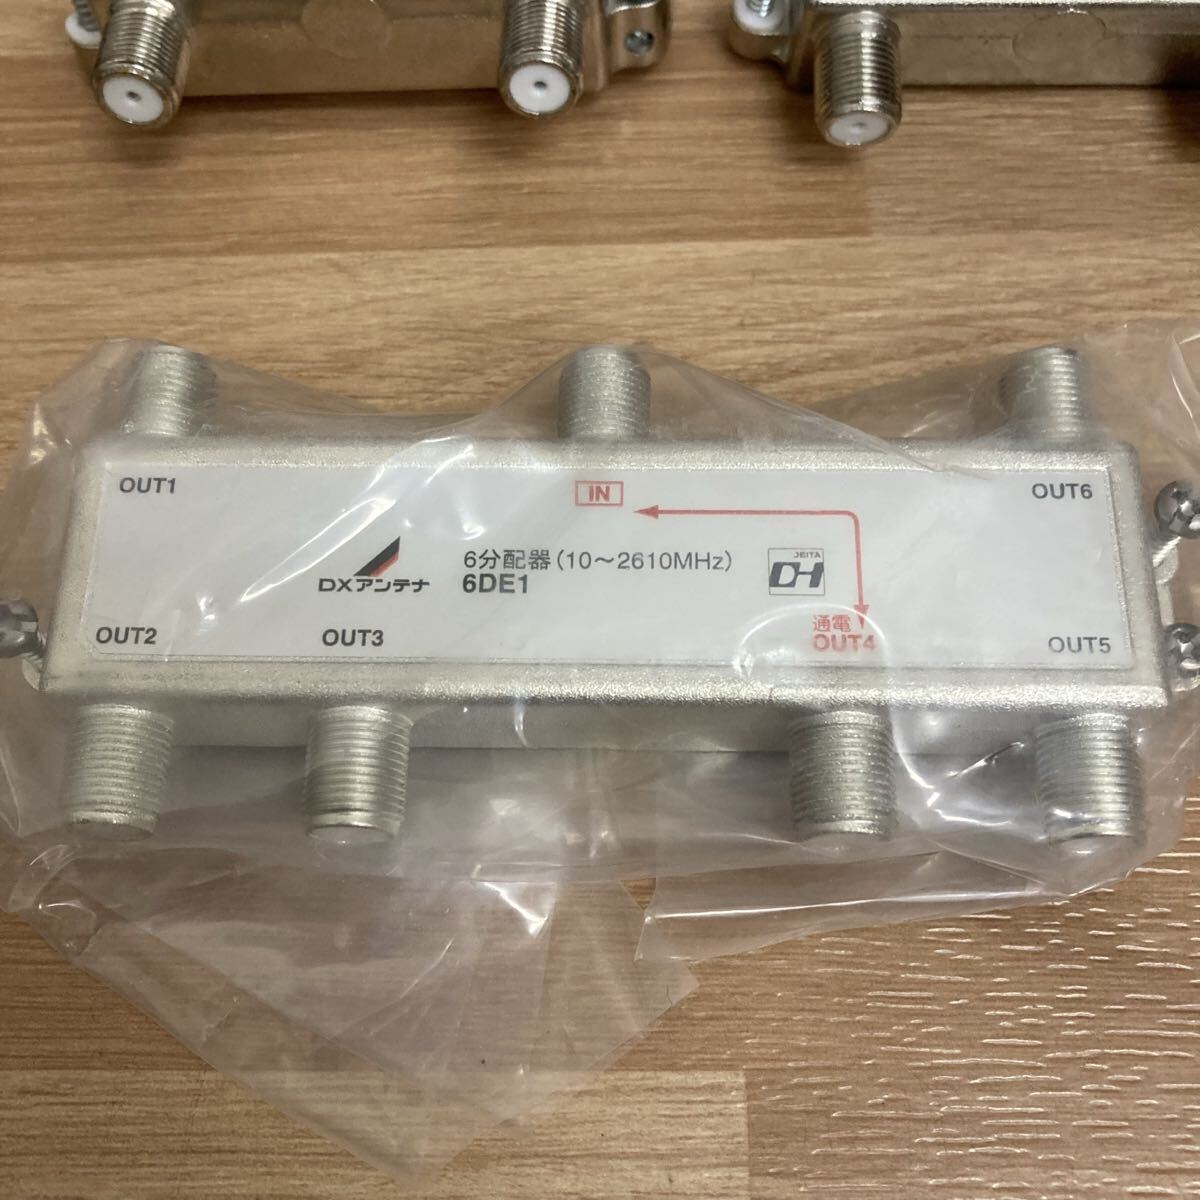 OUT1
IN
OUT6
DXアンテナ
6分配器(10～2610MHz)
6DE1
JEITA
DH
OUT2
OUT3
通電
OUT4
OUT5